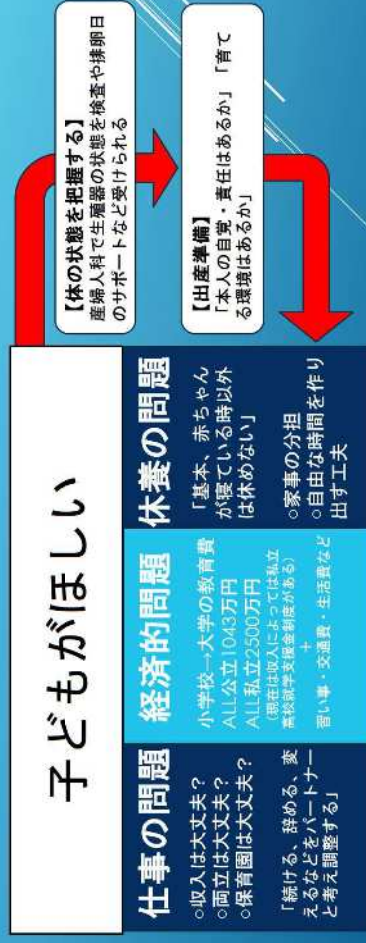 子どもがほしい
仕事の問題
○収入は大丈夫？
○両立は大丈夫？
○保育園は大丈夫？
「続ける、辞める、変
えるなどをパートナー
と考え調整する」
経済的問題
小学校→大学の教育費
ALL公立1043万円
ALL私立2500万円
(現在は収入によっては私立
高校就学支援金制度がある)
+
習い事・交通費・生活費など
休養の問題
「基本、赤ちゃん
が寝ている時以外
は休めない」
○家事の分担
○自由な時間を作り
出す工夫
【体の状態を把握する】
産婦人科で生殖器の状態を検査や排卵日
のサポートなど受けられる
【出産準備】
「本人の自覚・責任はあるか」「育て
る環境はあるか」